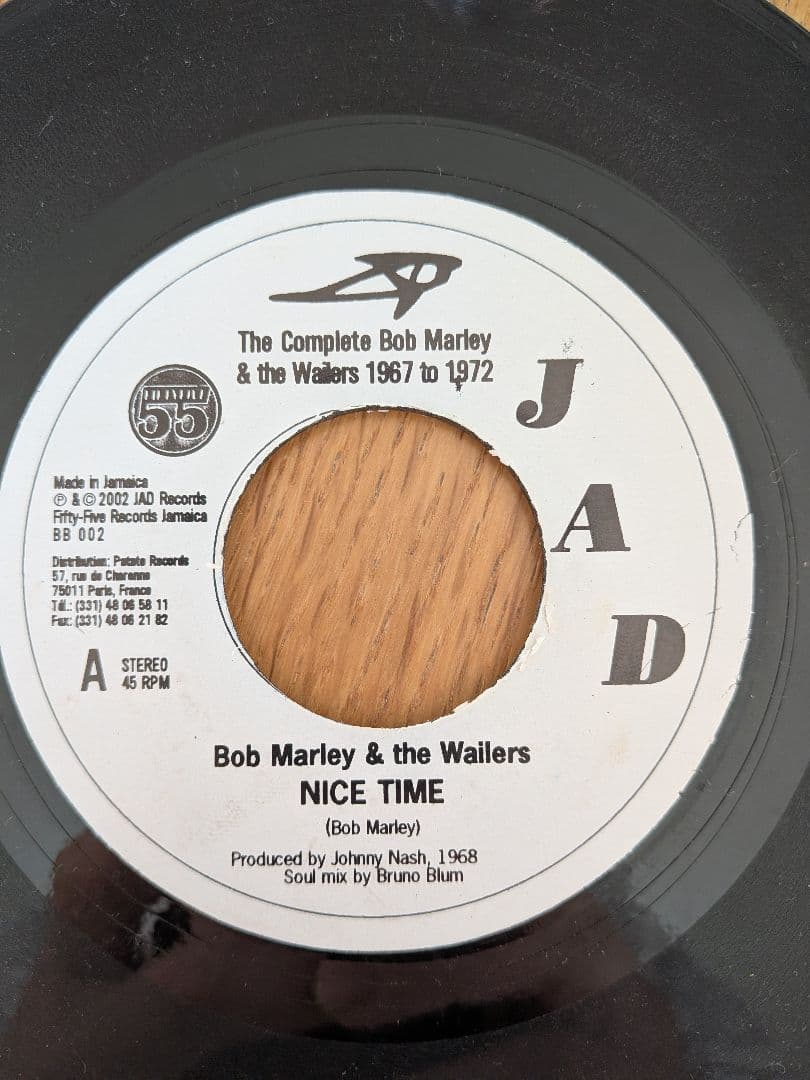 The Complete Bob Marley
& the Wailers 1967 to 1972
55
J
A
D
Made in Jamaica
℗ & © 2002 JAD Records
Fifty-Five Records Jamaica
BB 002
Distribution: Patate Records
57, rue de Charonne
75011 Paris, France
Tél.: (331) 48 06 58 11
Fax: (331) 48 06 21 82
A
STEREO
45 RPM
Bob Marley & the Wailers
NICE TIME
(Bob Marley)
Produced by Johnny Nash, 1968
Soul mix by Bruno Blum